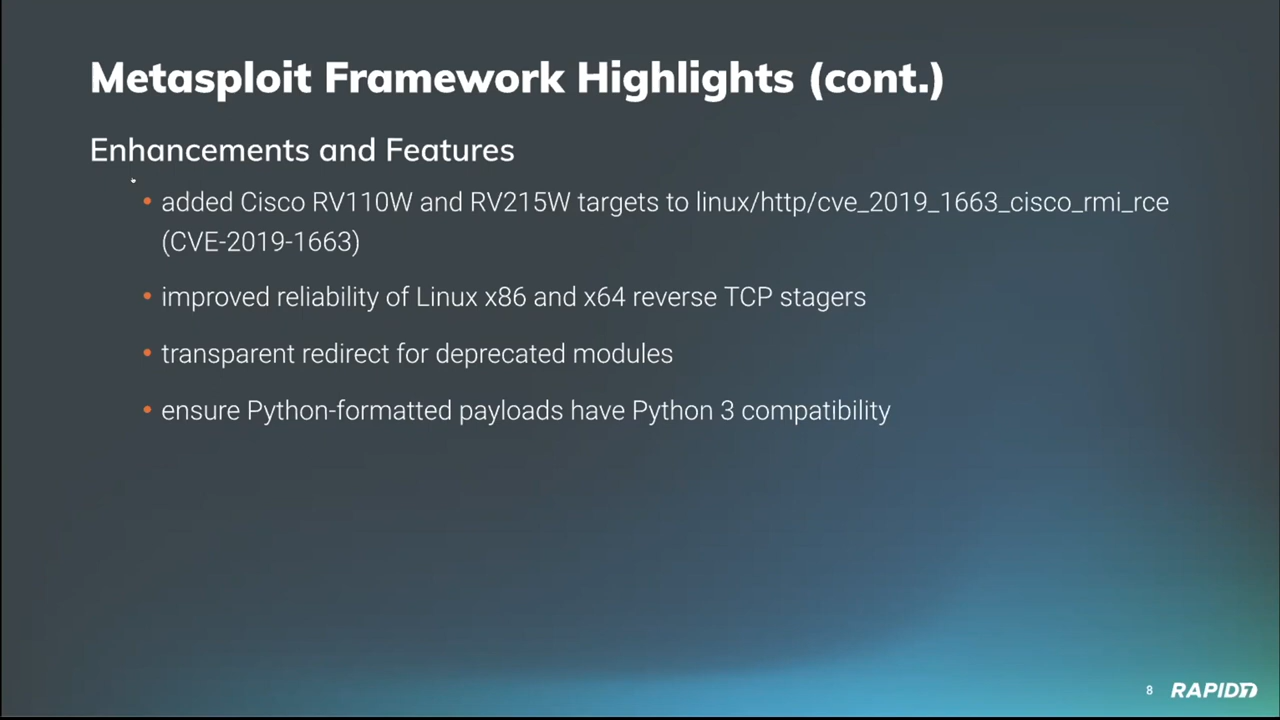 Metasploit Framework Highlights (cont.)
Enhancements and Features
• added Cisco RV110W and RV215W targets to linux/http/cve_2019_1663_cisco_rmi_rce
(CVE-2019-1663)
• improved reliability of Linux x86 and x64 reverse TCP stagers
• transparent redirect for deprecated modules
• ensure Python-formatted payloads have Python 3 compatibility
8 RAPID7